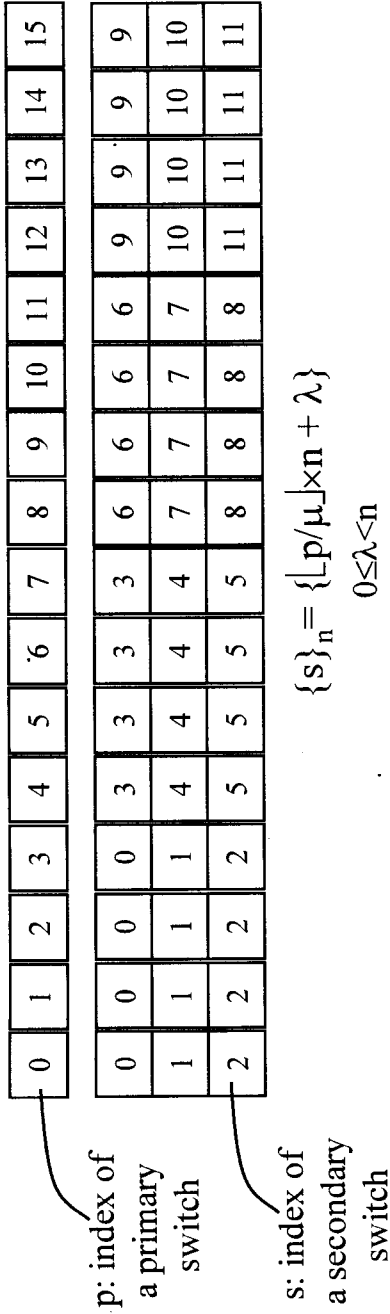 0 1 2 3 4 5 6 7 8 9 10 11 12 13 14 15
0 0 0 0 3 3 3 3 6 6 6 6 9 9 9 9
1 1 1 1 4 4 4 4 7 7 7 7 10 10 10 10
2 2 2 2 5 5 5 5 8 8 8 8 11 11 11 11
p: index of
a primary
switch
s: index of
a secondary
switch
{s}ₙ = {⌊p/μ⌋×n + λ}
0≤λ<n